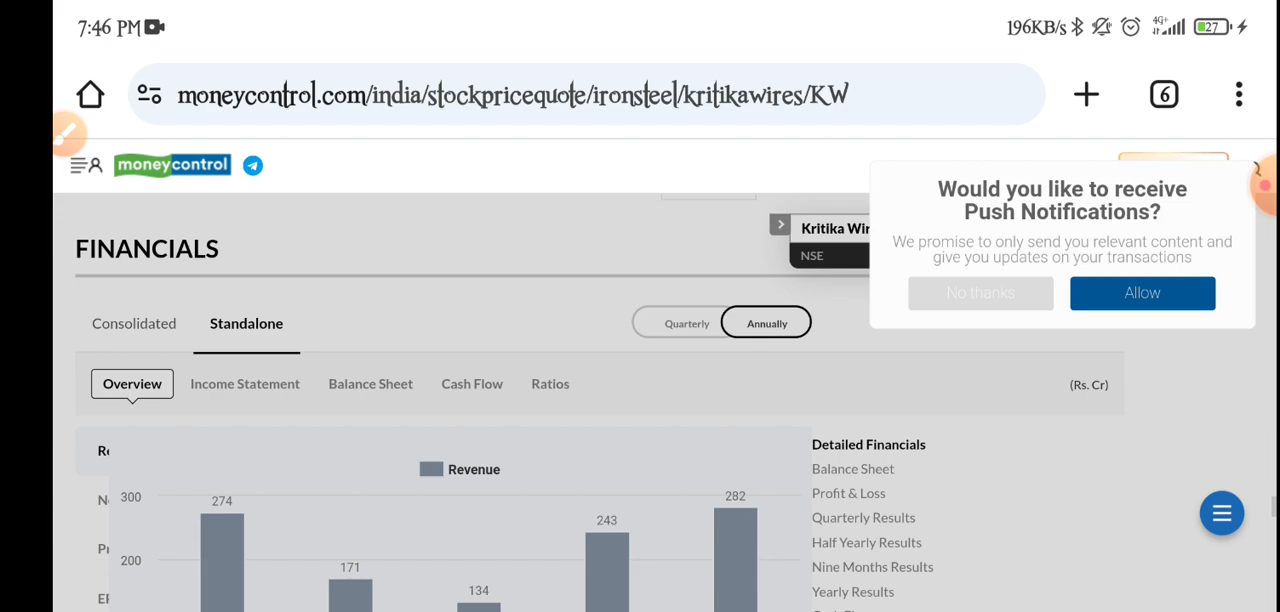 7:46 PM
196KB/s 4G+ 27
moneycontrol.com/india/stockpricequote/ironsteel/kritikawires/KW
6
moneycontrol
Would you like to receive
Push Notifications?
We promise to only send you relevant content and
give you updates on your transactions
No thanks
Allow
Kritika Wir
NSE
FINANCIALS
Consolidated Standalone
Quarterly Annually
Overview Income Statement Balance Sheet Cash Flow Ratios (Rs. Cr)
Revenue
300
200
274
171
134
243
282
Detailed Financials
Balance Sheet
Profit & Loss
Quarterly Results
Half Yearly Results
Nine Months Results
Yearly Results